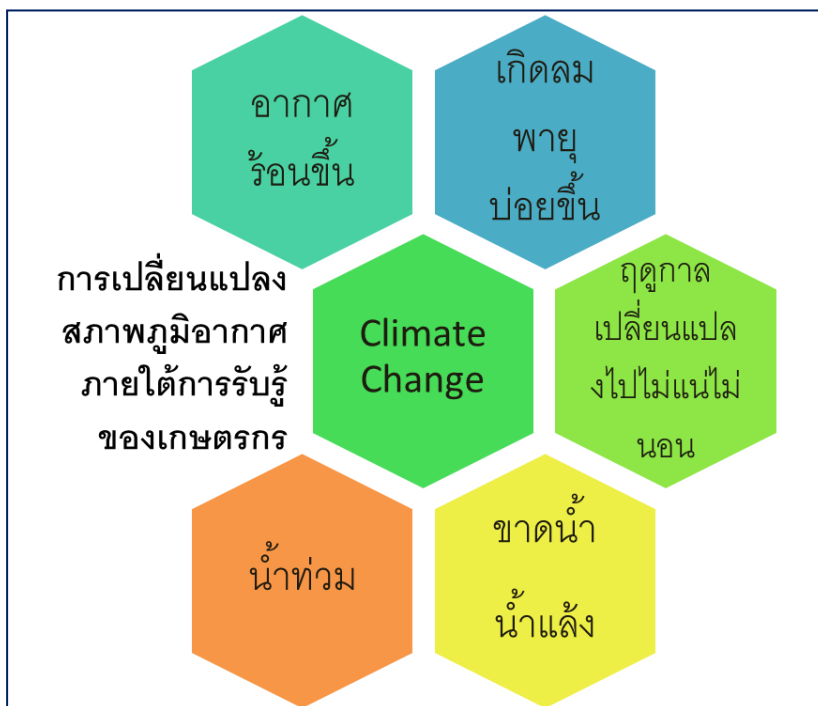 อากาศ
ร้อนขึ้น
เกิดลม
พายุ
บ่อยขึ้น
การเปลี่ยนแปลง
สภาพภูมิอากาศ
ภายใต้การรับรู้
ของเกษตรกร
Climate
Change
ฤดูกาล
เปลี่ยนแปล
งไปไม่แน่ไม่
นอน
น้ำท่วม
ขาดน้ำ
น้ำแล้ง